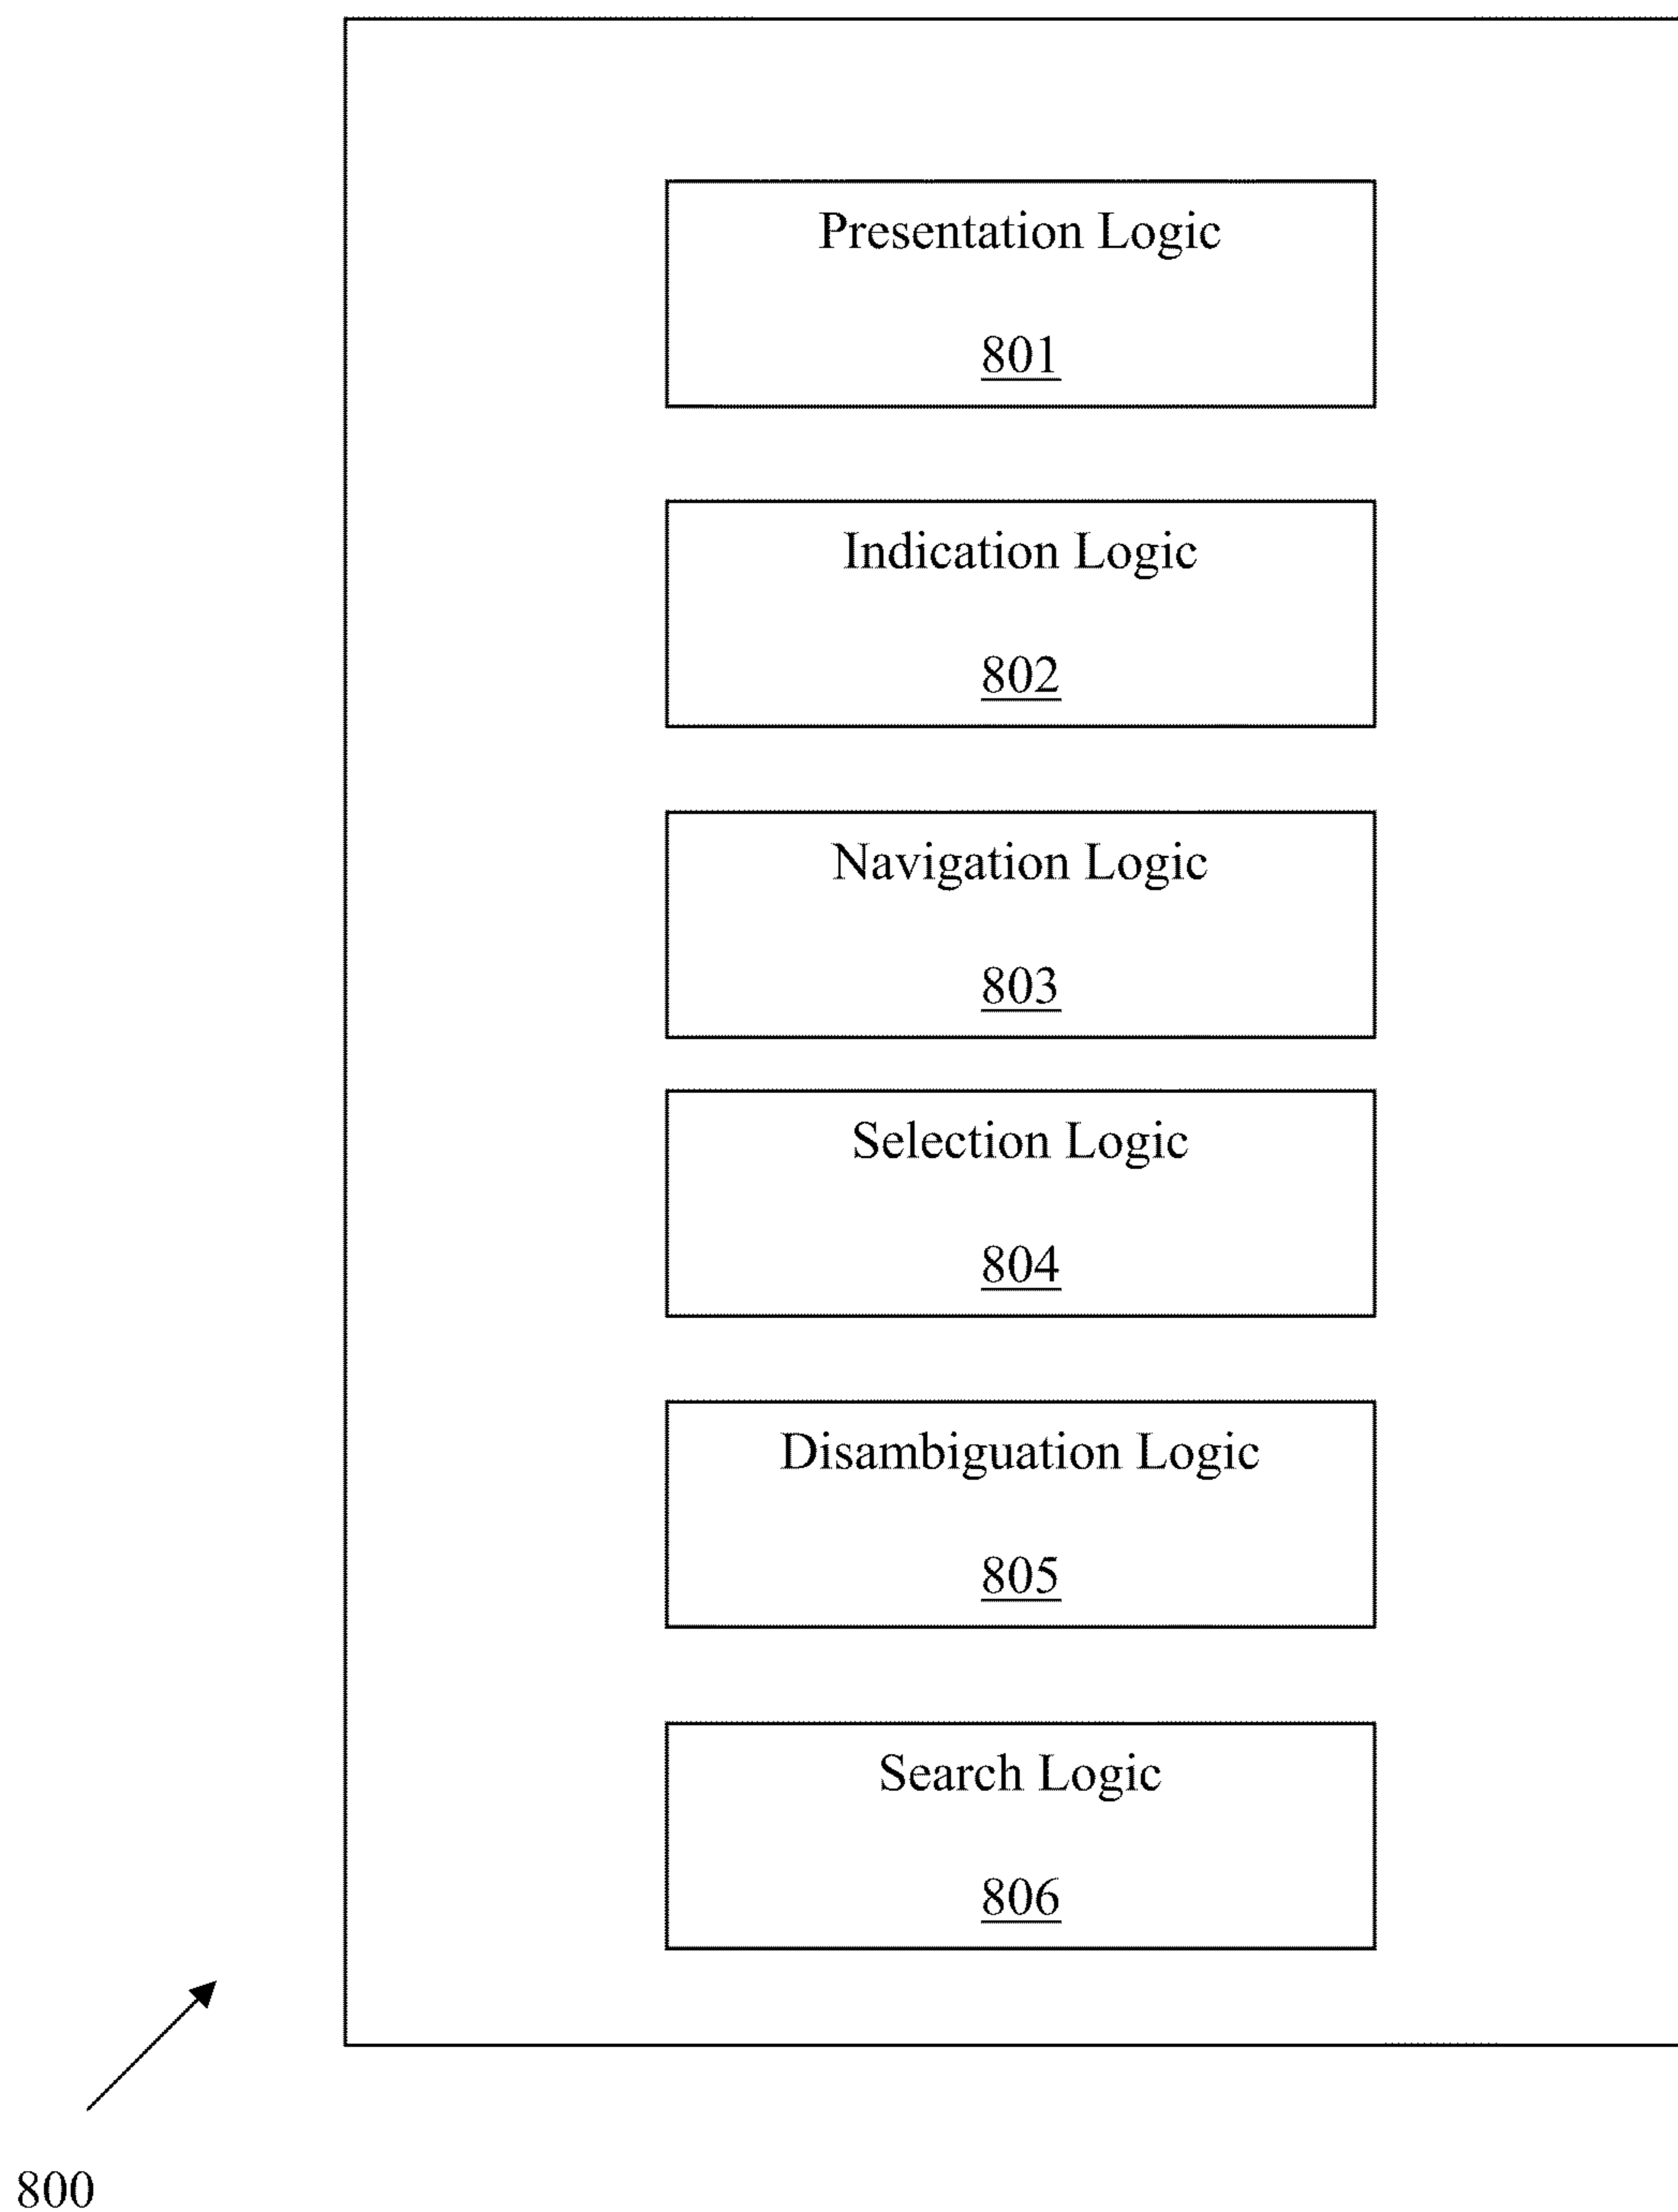 Presentation Logic
801
Indication Logic
802
Navigation Logic
803
Selection Logic
804
Disambiguation Logic
805
Search Logic
806
800